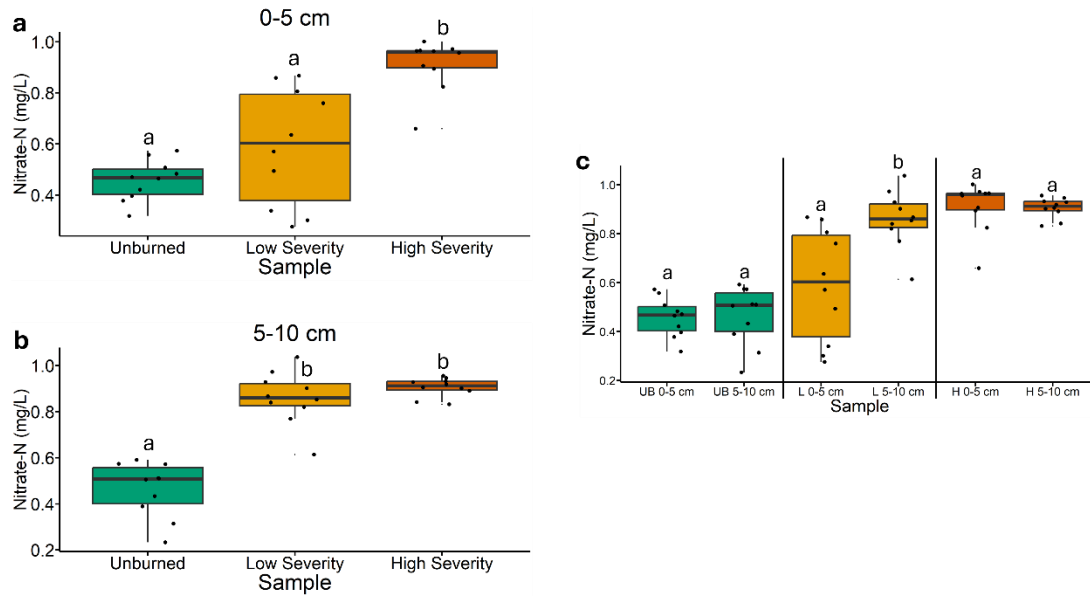 a
0-5 cm
Nitrate-N (mg/L)
1.0
0.8
0.6
0.4
a
a
b
Unburned
Low Severity
High Severity
Sample
b
5-10 cm
Nitrate-N (mg/L)
1.0
0.8
0.6
0.4
0.2
a
b
b
Unburned
Low Severity
High Severity
Sample
c
Nitrate-N (mg/L)
1.0
0.8
0.6
0.4
0.2
a
a
a
b
a
a
UB 0-5 cm
UB 5-10 cm
L 0-5 cm
L 5-10 cm
H 0-5 cm
H 5-10 cm
Sample